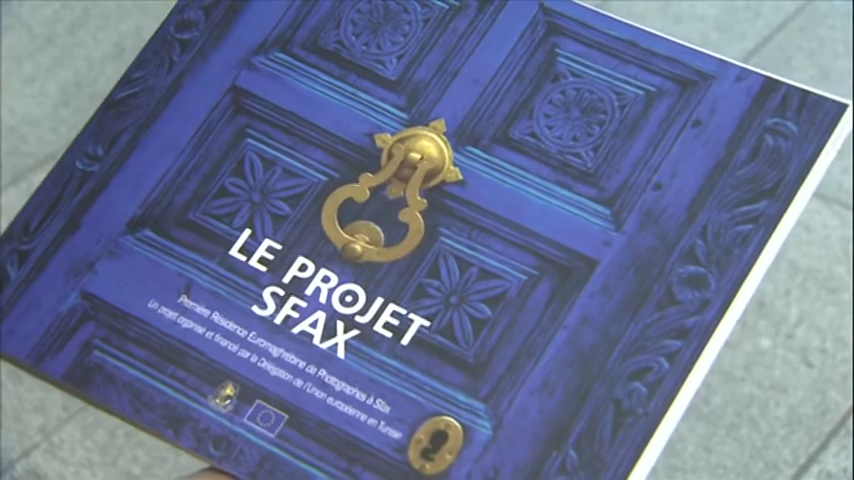 LE PROJET
SFAX
Première Résidence Euromaghrébine de Photographes à Sfax
Un projet organisé et financé par la Délégation de l'Union européenne en Tunisie